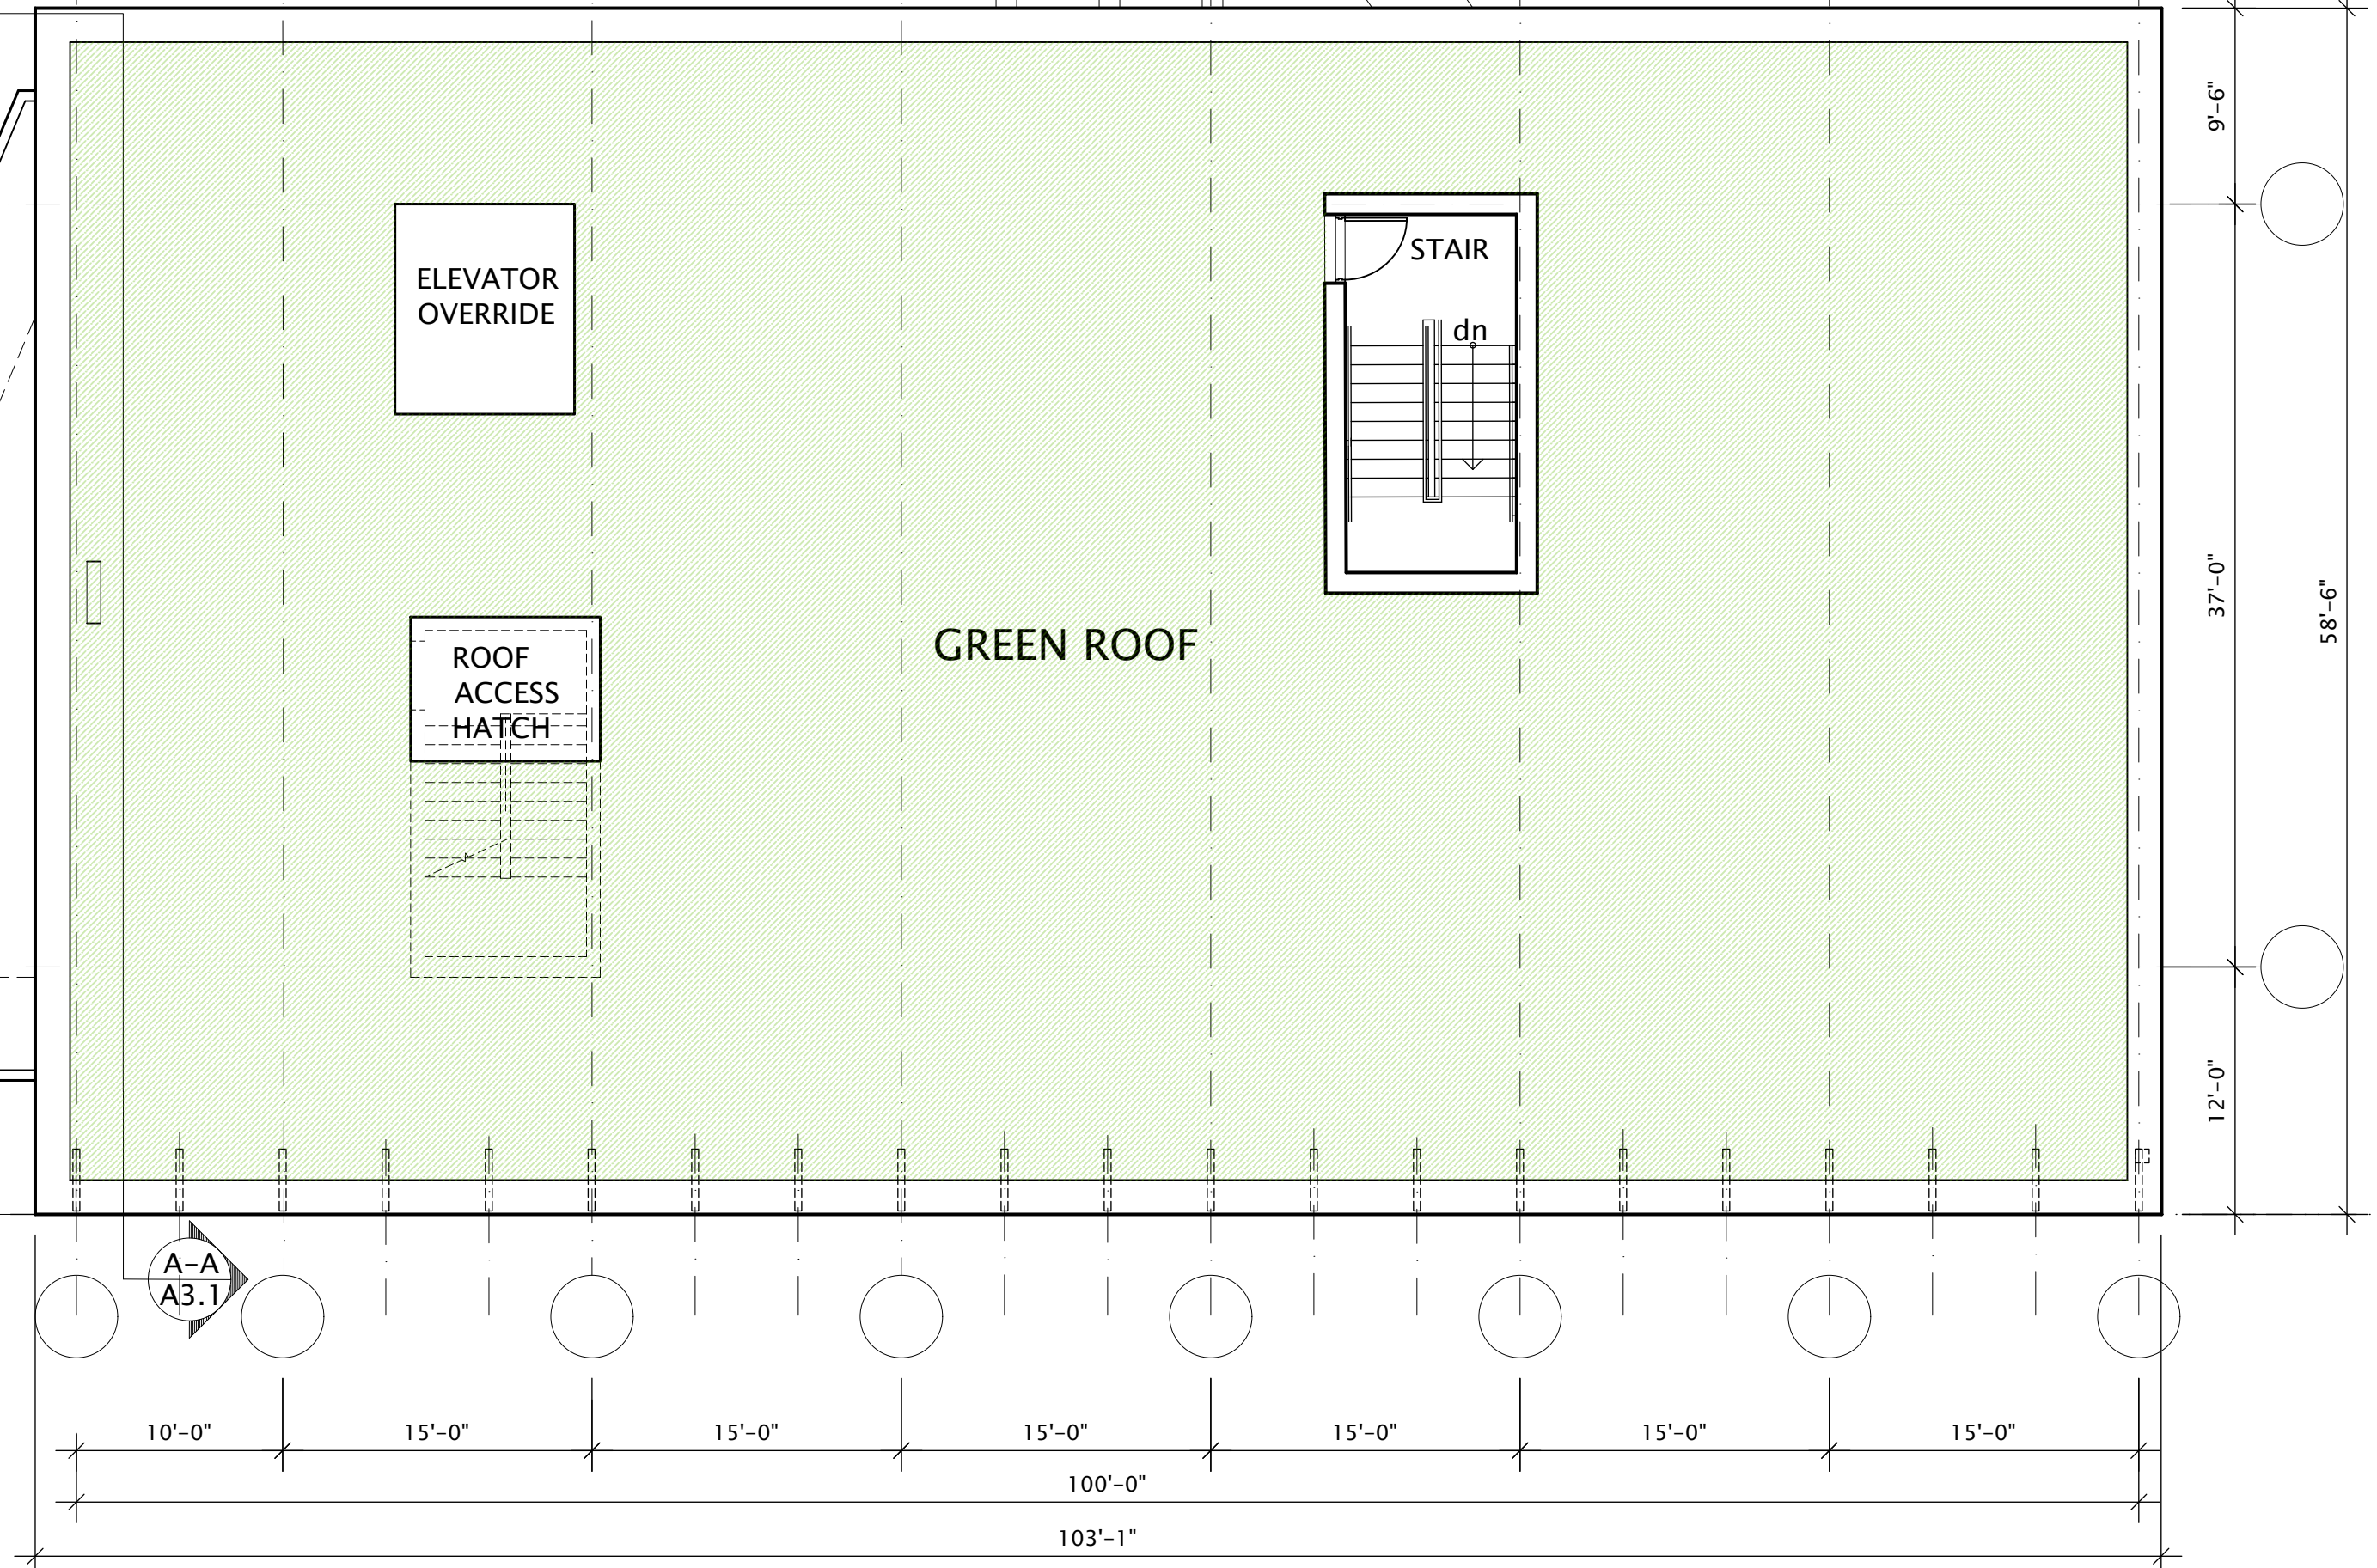 9'-6"
STAIR
ELEVATOR
OVERRIDE
dn
37'-0"
58'-6"
GREEN ROOF
ROOF
ACCESS
HATCH
12'-0"
A-A
A3.1
10'-0" 15'-0" 15'-0" 15'-0" 15'-0" 15'-0" 15'-0"
100'-0"
103'-1"